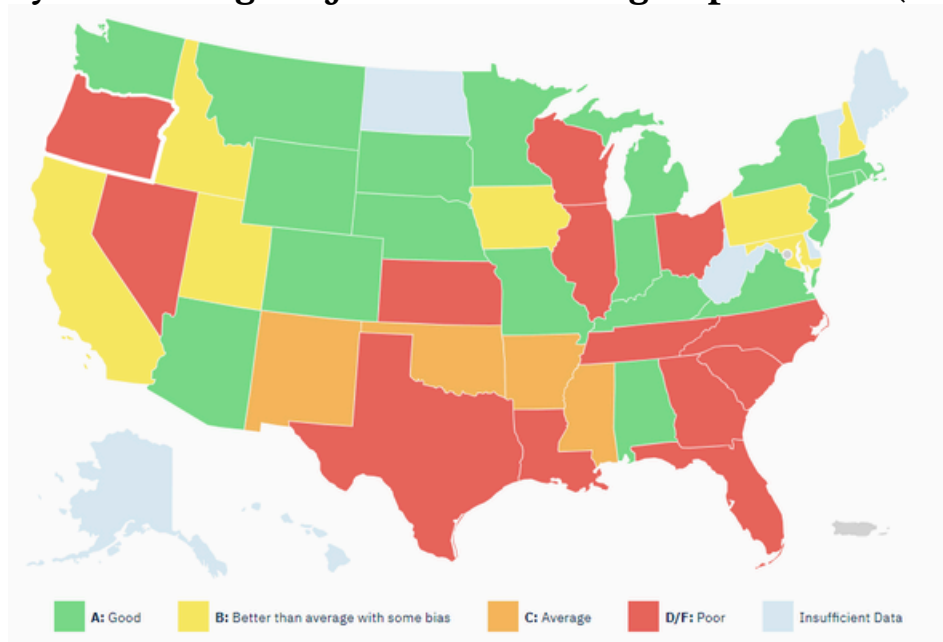 A: Good
B: Better than average with some bias
C: Average
D/F: Poor
Insufficient Data